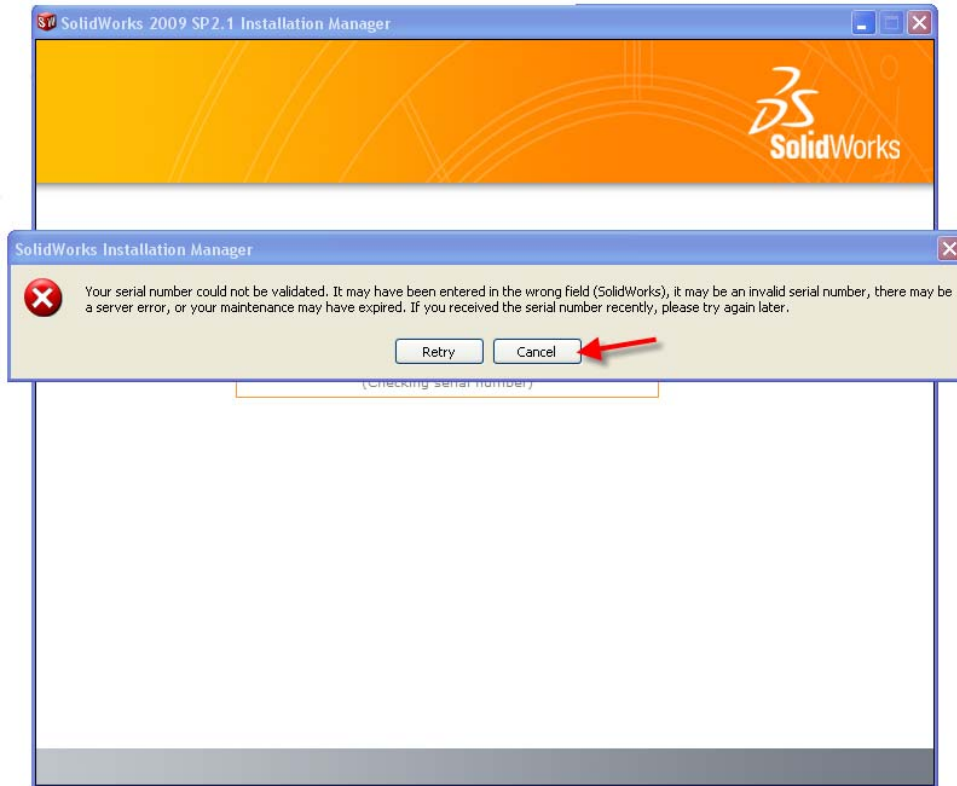 SolidWorks 2009 SP2.1 Installation Manager
SolidWorks
SolidWorks Installation Manager
Your serial number could not be validated. It may have been entered in the wrong field (SolidWorks), it may be an invalid serial number, there may be
a server error, or your maintenance may have expired. If you received the serial number recently, please try again later.
Retry Cancel
(Checking serial number)